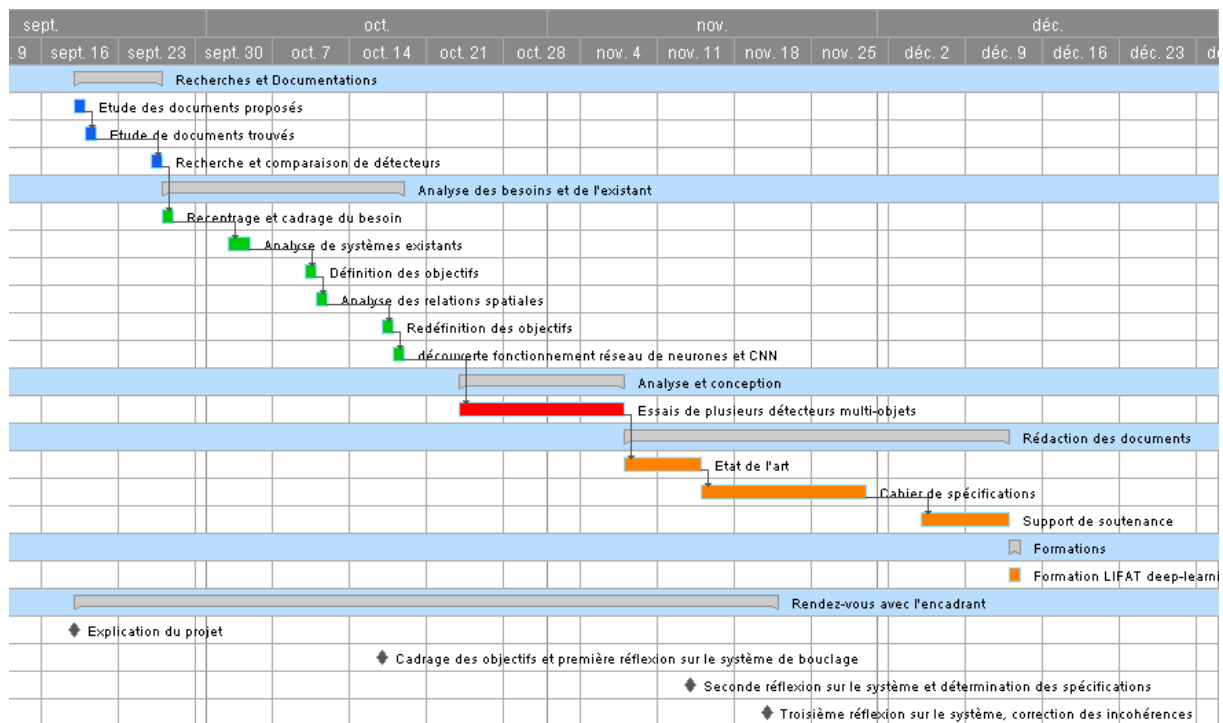 sept. oct. nov. déc.
. 9 sept. 16 sept. 23 sept. 30 oct. 7 oct. 14 oct. 21 oct. 28 nov. 4 nov. 11 nov. 18 nov. 25 déc. 2 déc. 9 déc. 16 déc. 23 d
Recherches et Documentations
Etude des documents proposés
Etude de documents trouvés
Recherche et comparaison de détecteurs
Analyse des besoins et de l'existant
Recentrage et cadrage du besoin
Analyse de systèmes existants
Définition des objectifs
Analyse des relations spatiales
Redéfinition des objectifs
découverte fonctionnement réseau de neurones et CNN
Analyse et conception
Essais de plusieurs détecteurs multi-objets
Rédaction des documents
Etat de l'art
Cahier de spécifications
Support de soutenance
Formations
Formation LIFAT deep-learni
Rendez-vous avec l'encadrant
Explication du projet
Cadrage des objectifs et première réflexion sur le système de bouclage
Seconde réflexion sur le système et détermination des spécifications
Troisième réflexion sur le système, correction des incohérences